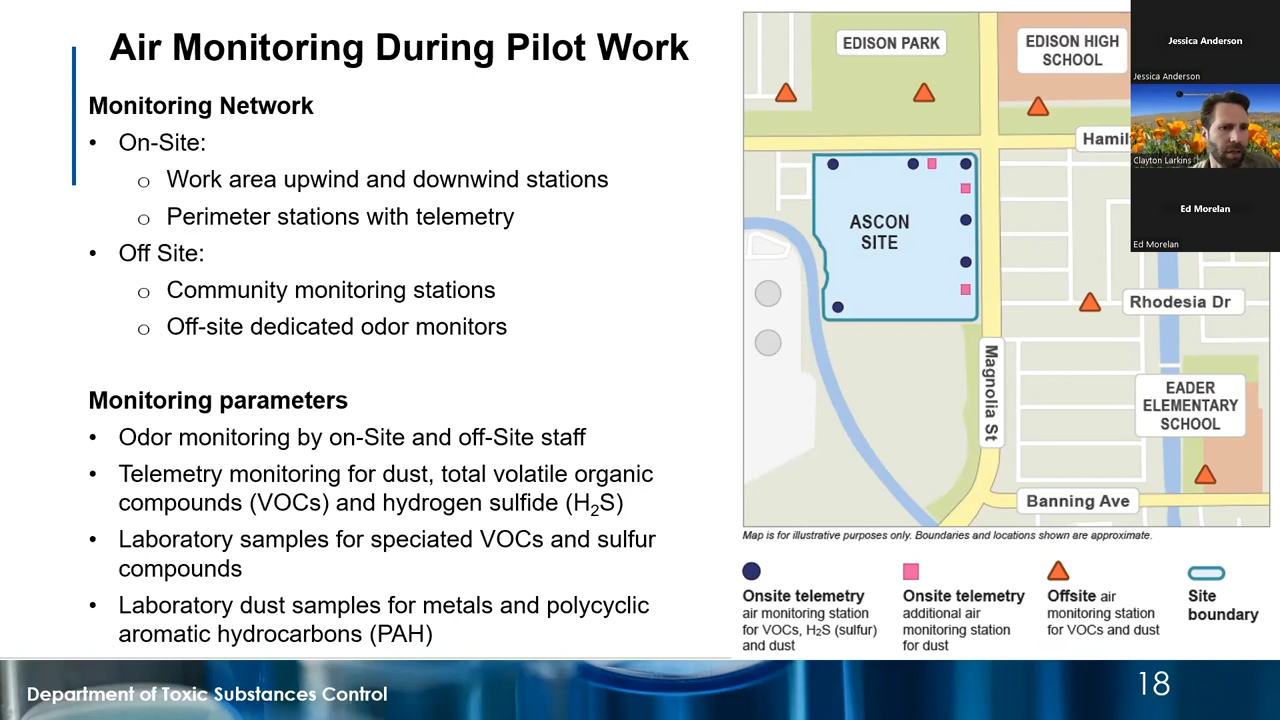 Air Monitoring During Pilot Work
Monitoring Network
• On-Site:
o Work area upwind and downwind stations
o Perimeter stations with telemetry
• Off Site:
o Community monitoring stations
o Off-site dedicated odor monitors
Monitoring parameters
• Odor monitoring by on-Site and off-Site staff
• Telemetry monitoring for dust, total volatile organic
compounds (VOCs) and hydrogen sulfide (H₂S)
• Laboratory samples for speciated VOCs and sulfur
compounds
• Laboratory dust samples for metals and polycyclic
aromatic hydrocarbons (PAH)
EDISON PARK
EDISON HIGH
SCHOOL
Hamil
ASCON
SITE
Rhodesia Dr
Magnolia St
EADER
ELEMENTARY
SCHOOL
Banning Ave
Map is for illustrative purposes only. Boundaries and locations shown are approximate.
Onsite telemetry
air monitoring station
for VOCs, H₂S (sulfur)
and dust
Onsite telemetry
additional air
monitoring station
for dust
Offsite air
monitoring station
for VOCs and dust
Site
boundary
Jessica Anderson
Jessica Anderson
Clayton Larkins
Ed Morelan
Ed Morelan
Department of Toxic Substances Control
18